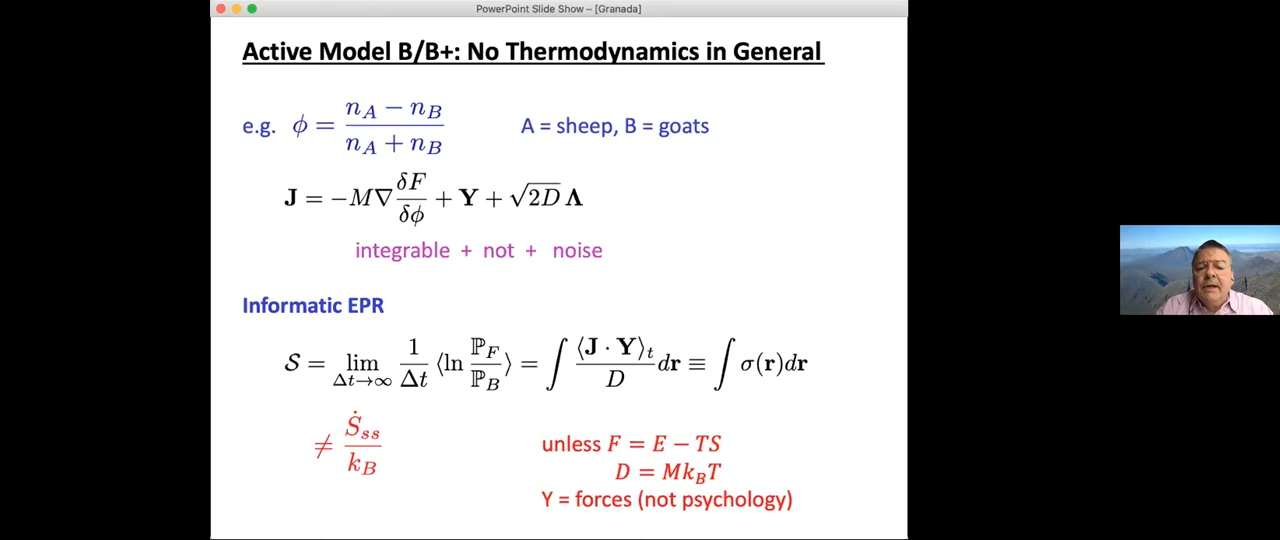 PowerPoint Slide Show – [Granada]
Active Model B/B+: No Thermodynamics in General
e.g. ϕ = (n_A − n_B)/(n_A + n_B) A = sheep, B = goats
J = −M∇ δF/δϕ + Y + √2D Λ
integrable + not + noise
Informatic EPR
𝒮 = lim_{Δt→∞} 1/Δt ⟨ln ℙ_F/ℙ_B⟩ = ∫ ⟨J · Y⟩_t/D dr ≡ ∫ σ(r)dr
≠ Ṡ_ss/k_B unless F = E − TS
D = Mk_BT
Y = forces (not psychology)